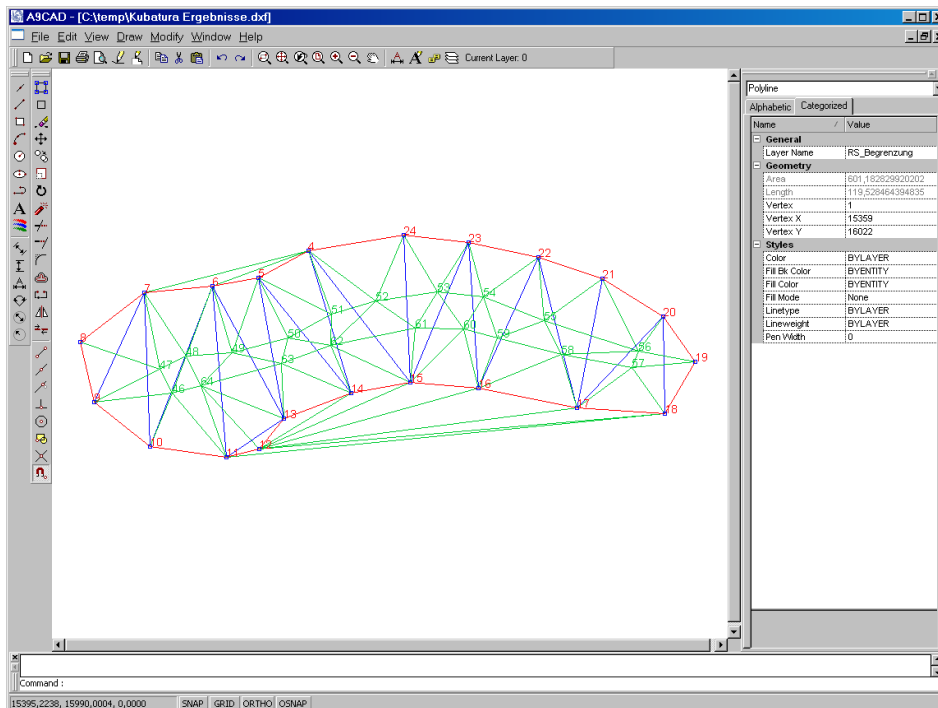 A9CAD - [C:\temp\Kubatura Ergebnisse.dxf]
File Edit View Draw Modify Window Help
Current Layer: 0
Polyline
Alphabetic Categorized
Name / Value
General
Layer Name RS_Begrenzung
Geometry
Area 601,182829920202
Length 119,528464394835
Vertex 1
Vertex X 15359
Vertex Y 16022
Styles
Color BYLAYER
Fill Bk Color BYENTITY
Fill Color BYENTITY
Fill Mode None
Linetype BYLAYER
Lineweight BYLAYER
Pen Width 0
24
4 23
22
5 21
7 6
53 54
52
51 20
55
61 60
8 50 59
62
49 56 19
48 58
63
47 57
64
46 15
14 16
9
17
13 18
10 12
11
Command :
15395,2238, 15990,0004, 0,0000 SNAP GRID ORTHO OSNAP